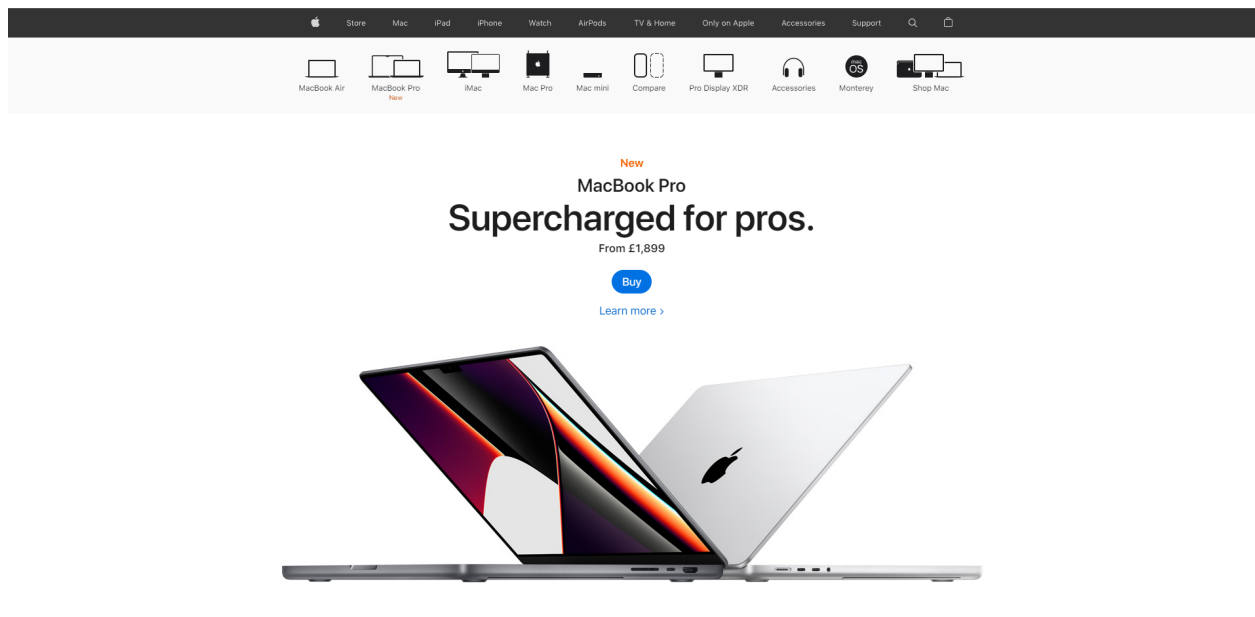 Store Mac iPad iPhone Watch AirPods TV & Home Only on Apple Accessories Support
macOS
MacBook Air MacBook Pro iMac Mac Pro Mac mini Compare Pro Display XDR Accessories Monterey Shop Mac
New
New
MacBook Pro
Supercharged for pros.
From £1,899
Buy
Learn more >